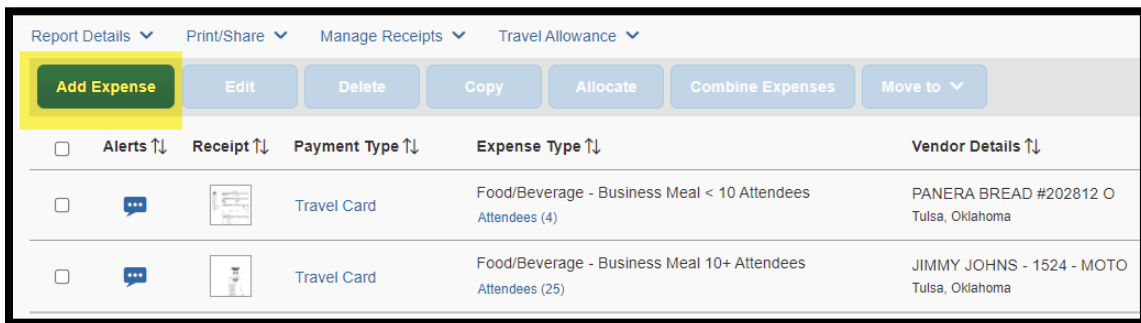 Report Details Print/Share Manage Receipts Travel Allowance
Add Expense Edit Delete Copy Allocate Combine Expenses Move to
Alerts Receipt Payment Type Expense Type Vendor Details
Food/Beverage - Business Meal < 10 Attendees PANERA BREAD #202812 O
Travel Card
Attendees (4) Tulsa, Oklahoma
Food/Beverage - Business Meal 10+ Attendees JIMMY JOHNS - 1524 - MOTO
Travel Card
Attendees (25) Tulsa, Oklahoma